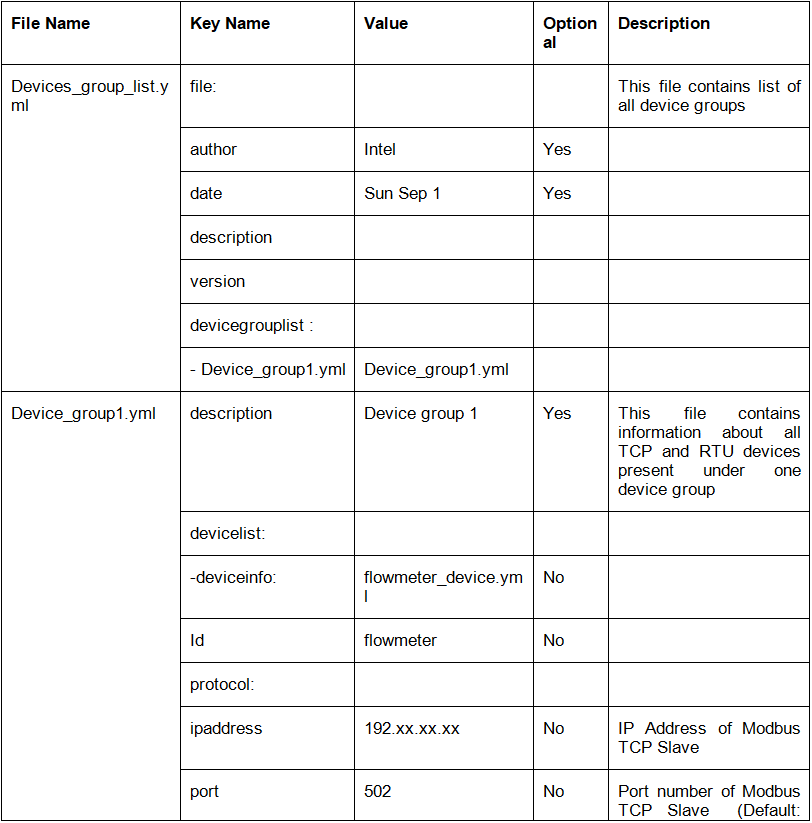 File Name
Key Name
Value
Option
al
Description
Devices_group_list.y
ml
file:
This file contains list of
all device groups
author
Intel
Yes
date
Sun Sep 1
Yes
description
version
devicegrouplist :
- Device_group1.yml
Device_group1.yml
Device_group1.yml
description
Device group 1
Yes
This file contains
information about all
TCP and RTU devices
present under one
device group
devicelist:
-deviceinfo:
flowmeter_device.ym
l
No
Id
flowmeter
No
protocol:
ipaddress
192.xx.xx.xx
No
IP Address of Modbus
TCP Slave
port
502
No
Port number of Modbus
TCP Slave (Default: